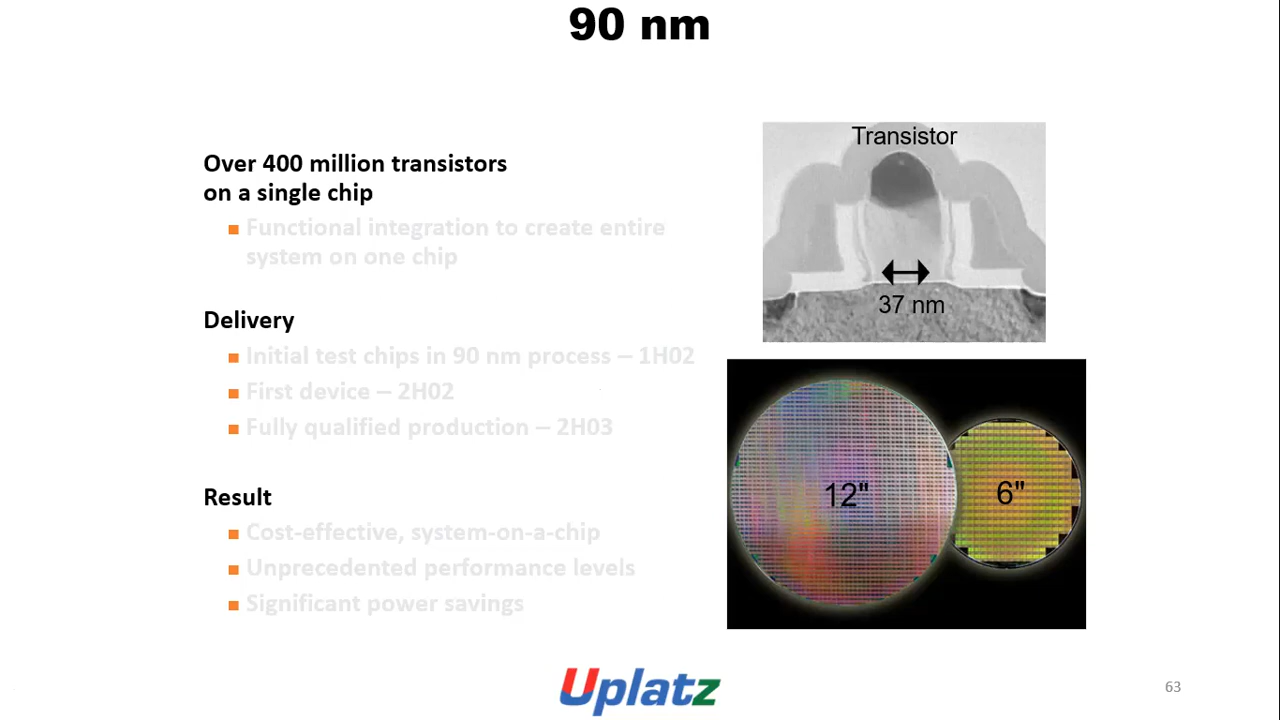 90 nm
Over 400 million transistors
on a single chip
Functional integration to create entire
system on one chip
Delivery
Initial test chips in 90 nm process – 1H02
First device – 2H02
Fully qualified production – 2H03
Result
Cost-effective, system-on-a-chip
Unprecedented performance levels
Significant power savings
Transistor
37 nm
12"
6"
Uplatz
63